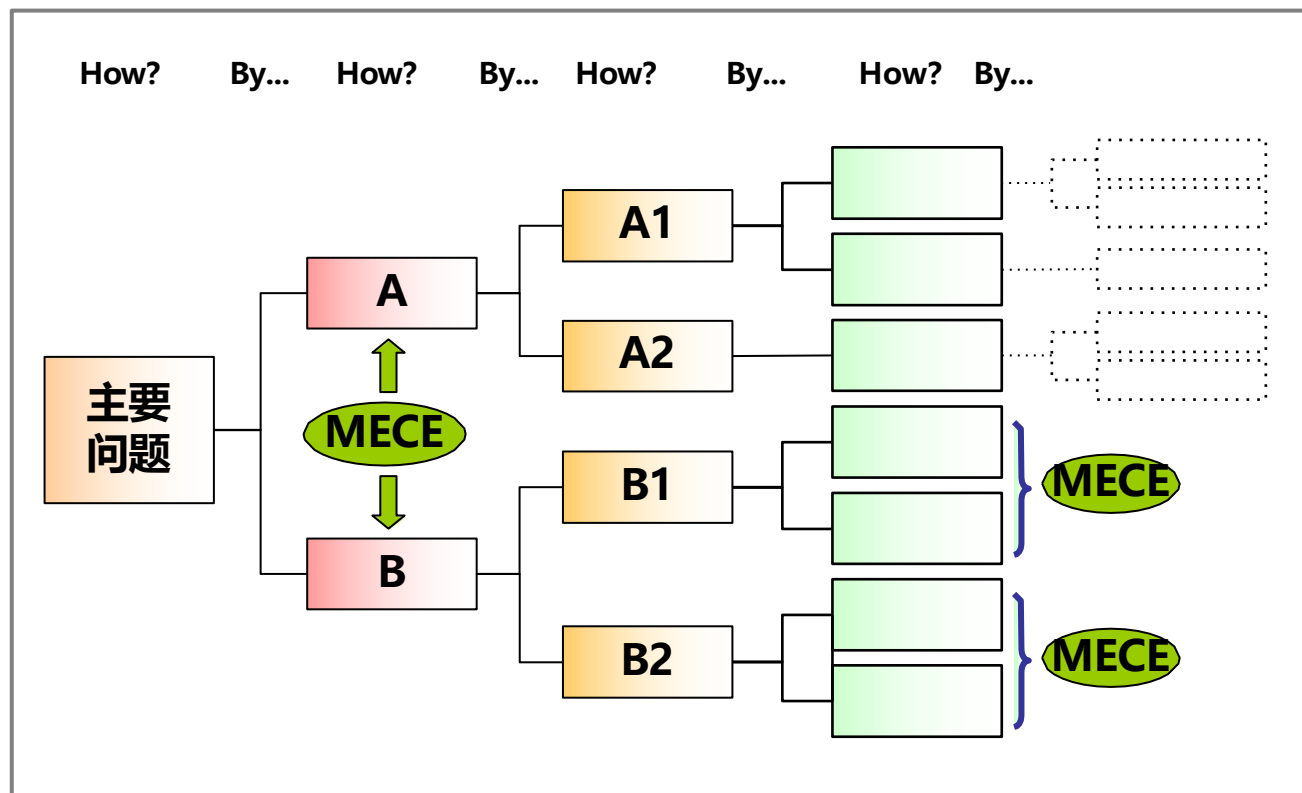 How? By... How? By... How? By... How? By...
A1
A
A2
主要
问题
MECE
B1
MECE
B
B2
MECE